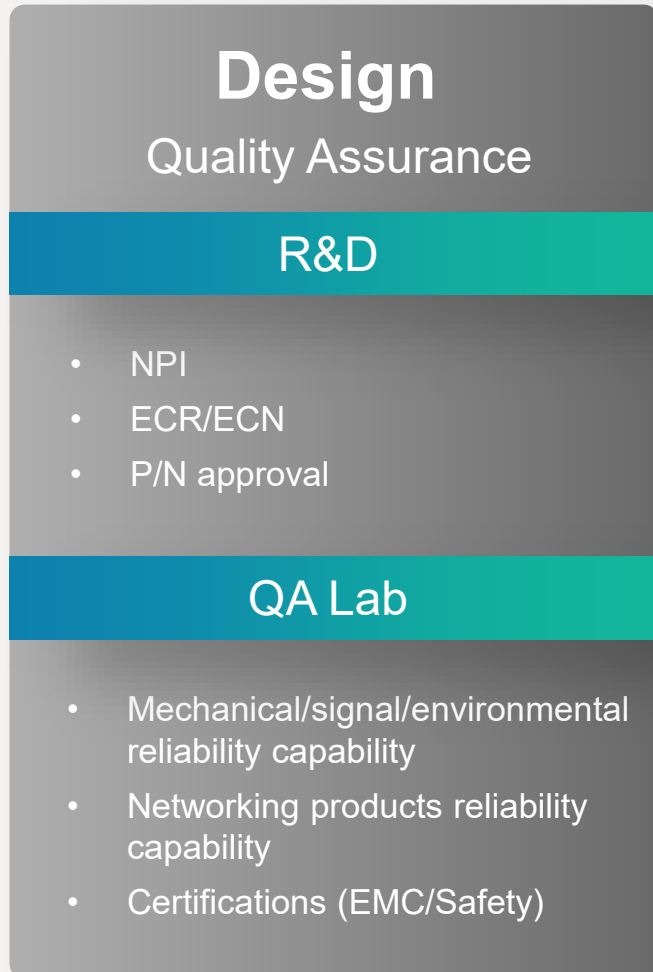 Design
Quality Assurance
R&D
• NPI
• ECR/ECN
• P/N approval
QA Lab
• Mechanical/signal/environmental
reliability capability
• Networking products reliability
capability
• Certifications (EMC/Safety)